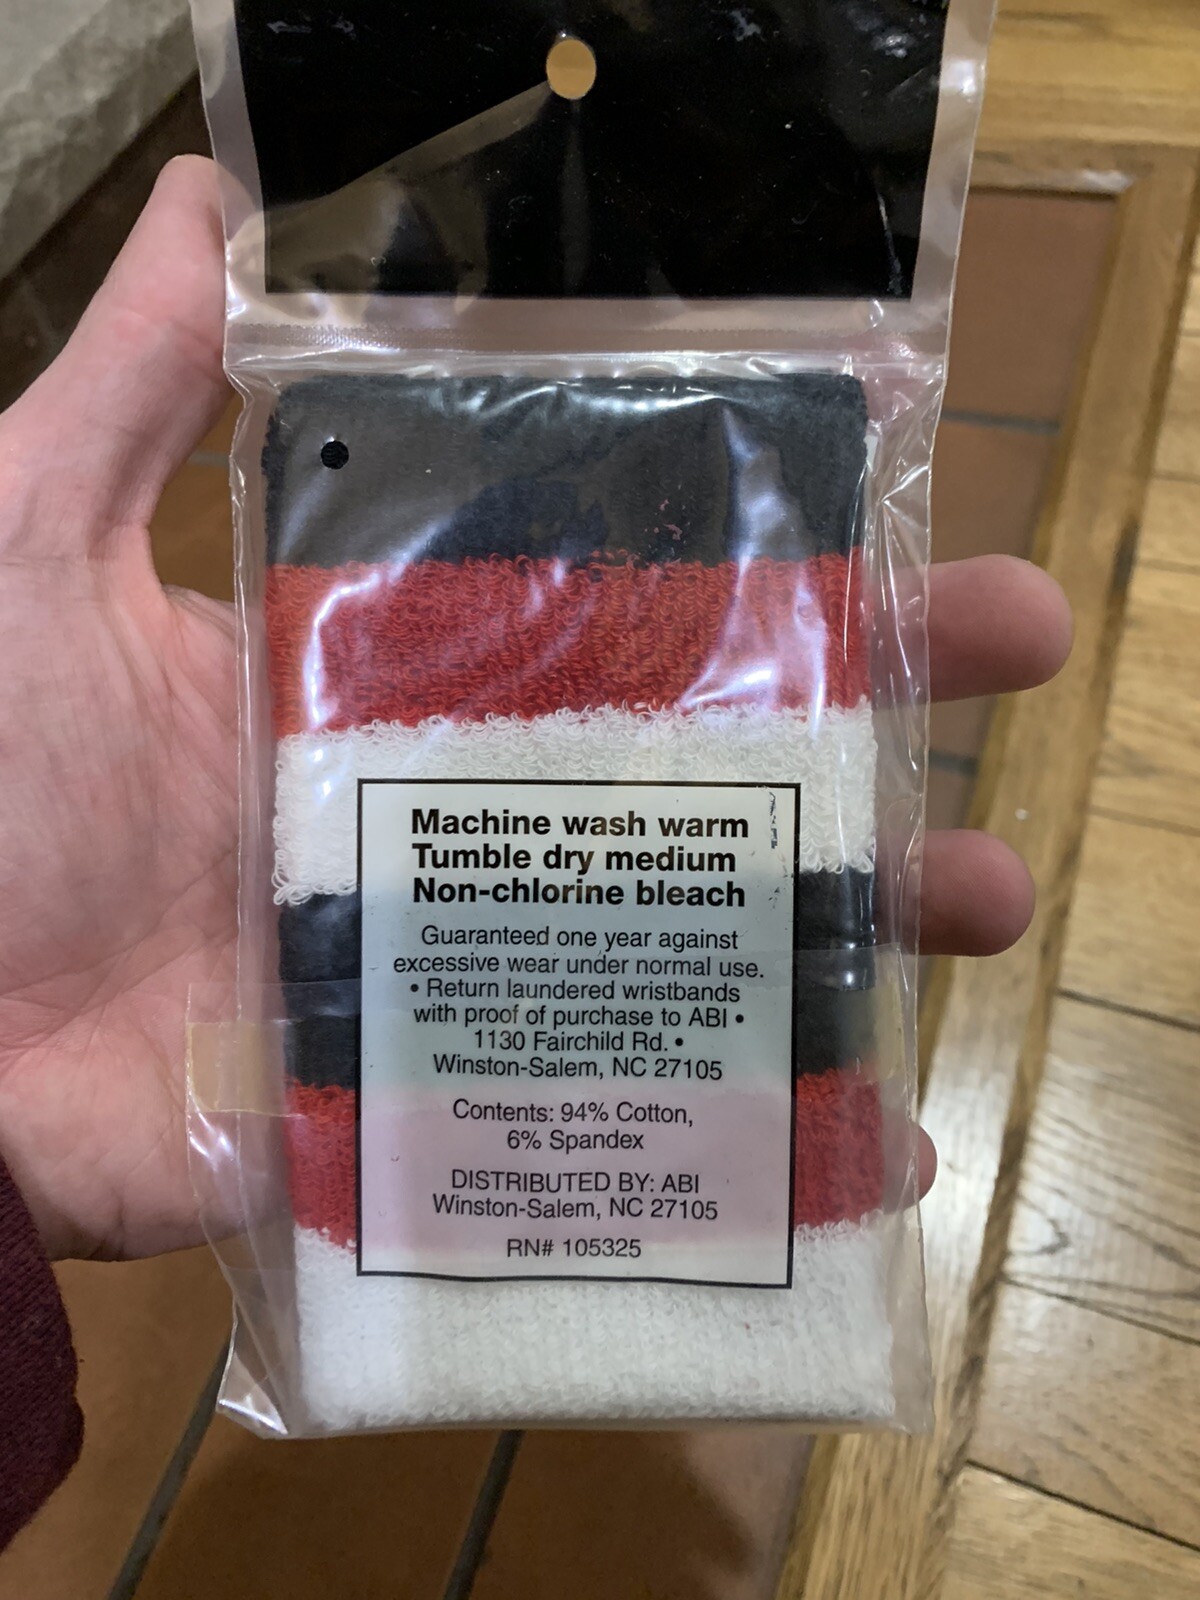 Machine wash warm
Tumble dry medium
Non-chlorine bleach
Guaranteed one year against
excessive wear under normal use.
• Return laundered wristbands
with proof of purchase to ABI •
1130 Fairchild Rd. •
Winston-Salem, NC 27105
Contents: 94% Cotton,
6% Spandex
DISTRIBUTED BY: ABI
Winston-Salem, NC 27105
RN# 105325